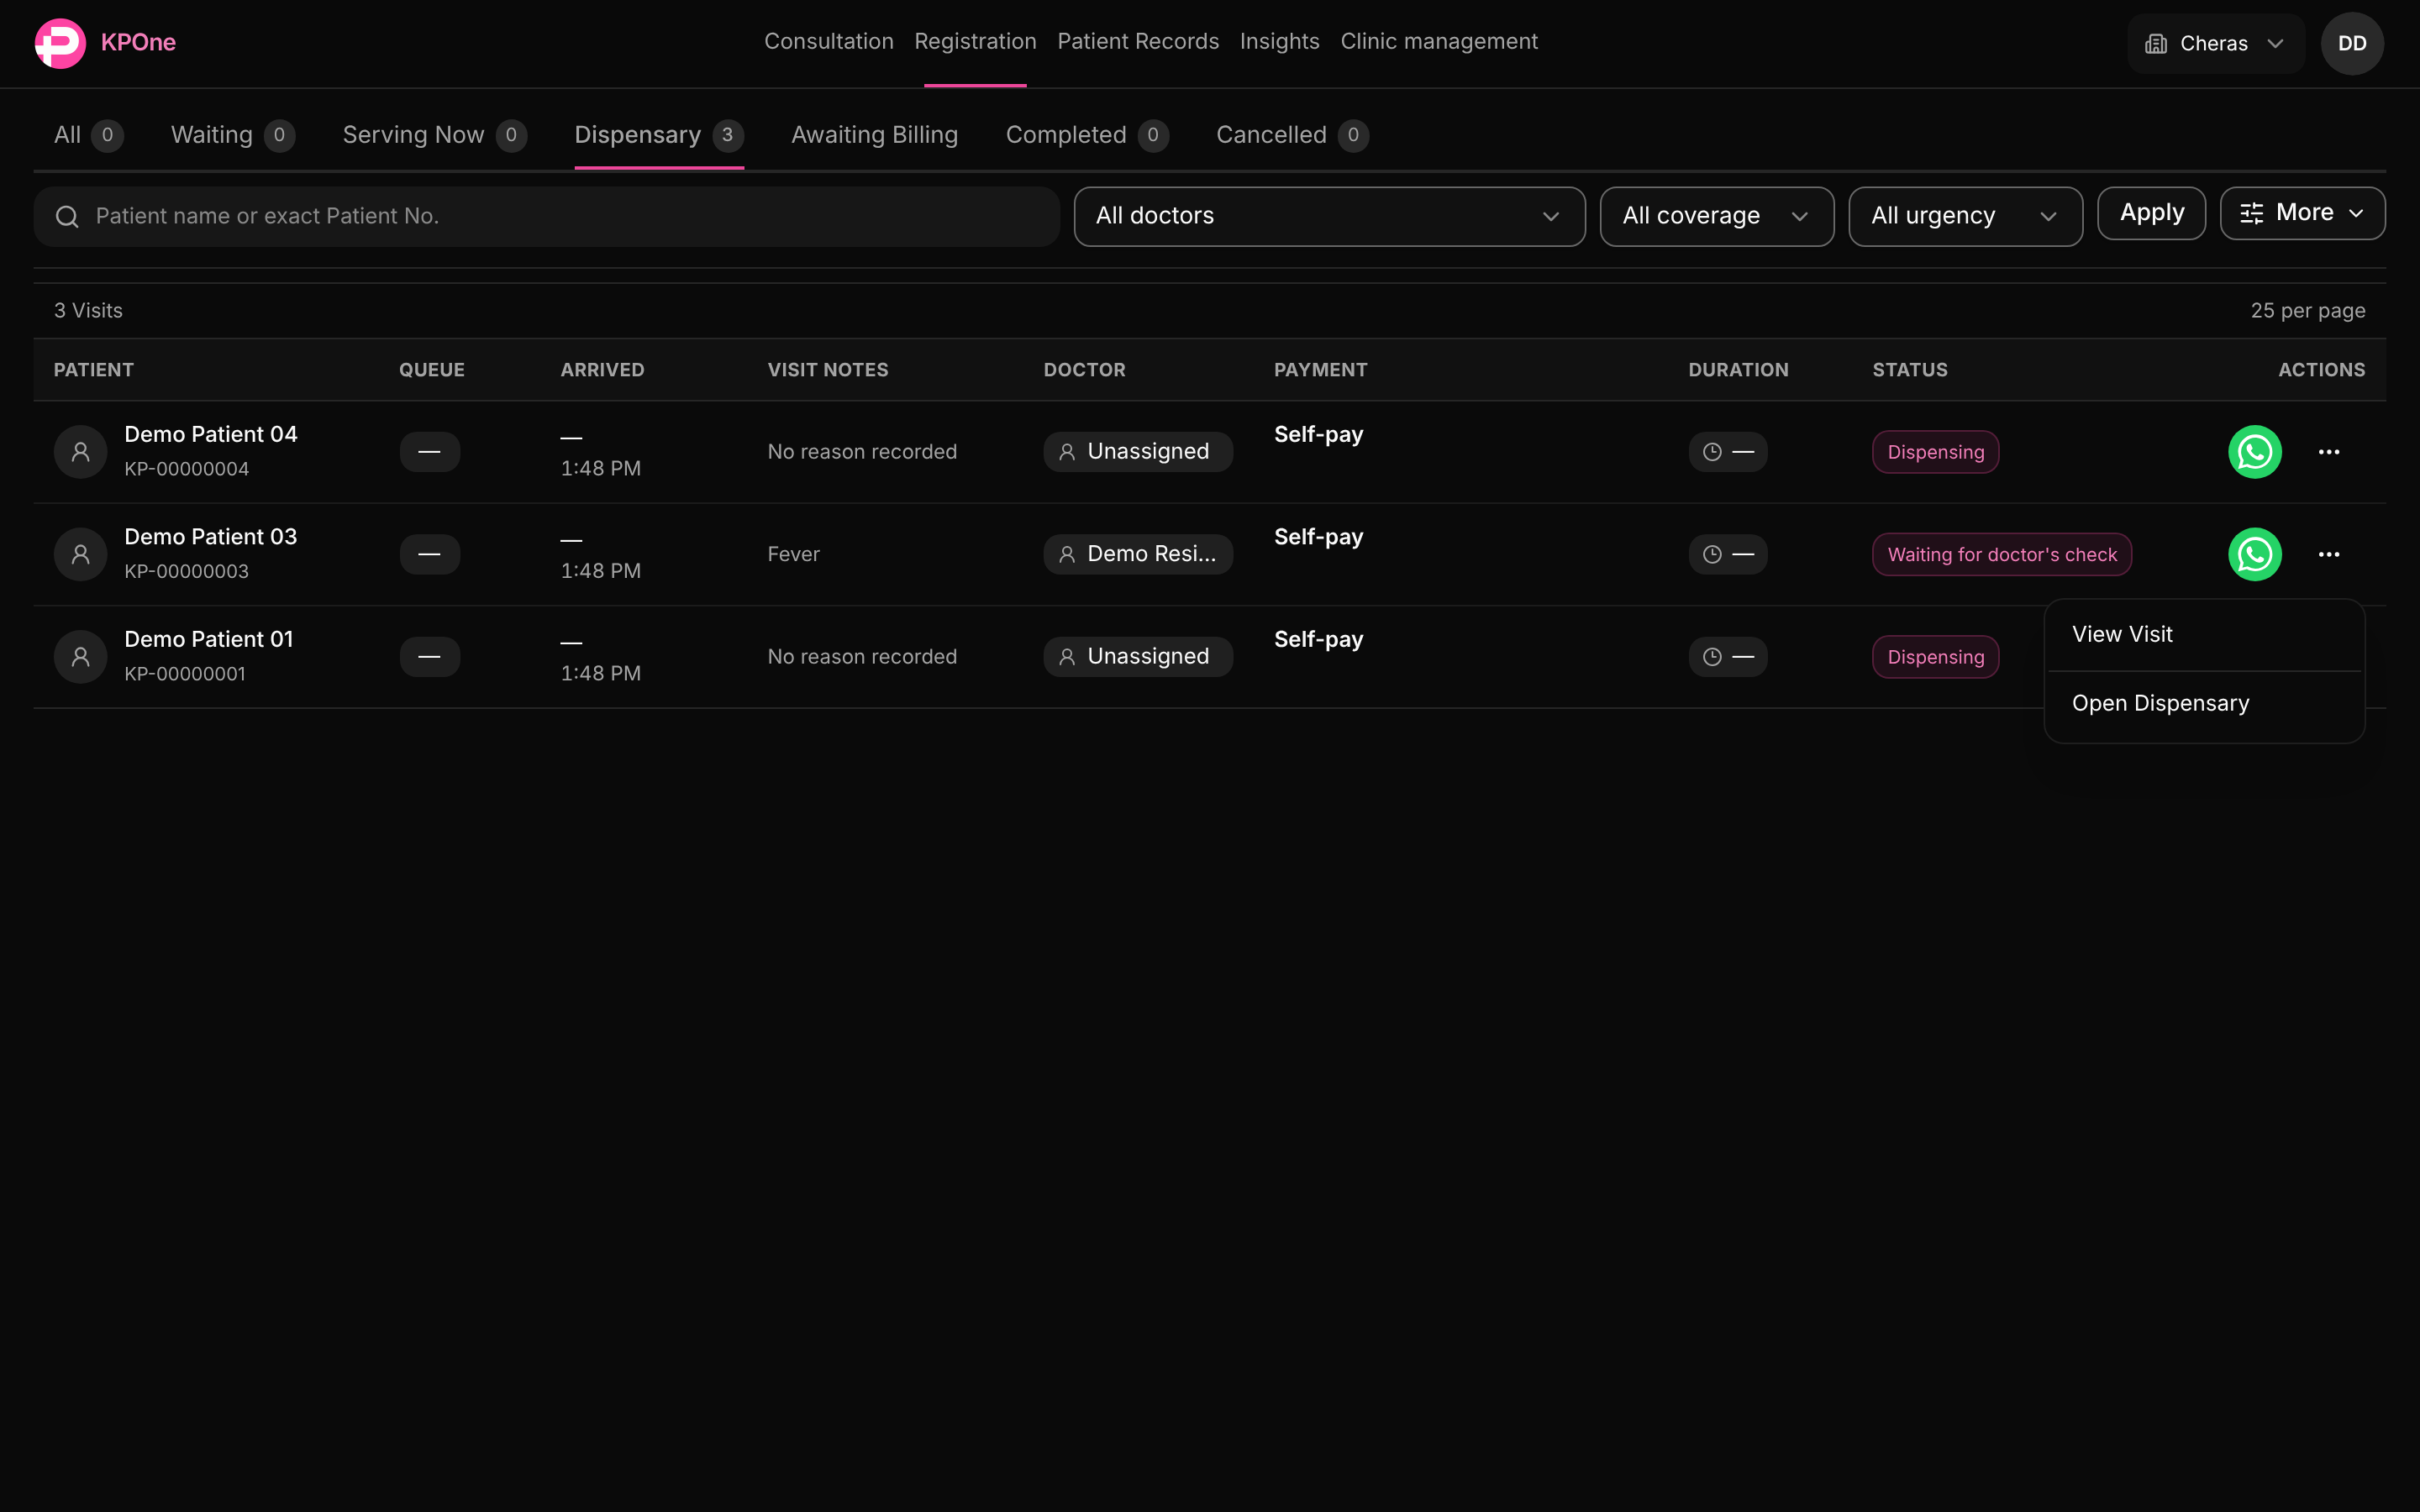 KPOne
Consultation Registration Patient Records Insights Clinic management
Cheras
DD
All 0 Waiting 0 Serving Now 0 Dispensary 3 Awaiting Billing Completed 0 Cancelled 0
Patient name or exact Patient No.
All doctors
All coverage
All urgency
Apply
More
3 Visits
25 per page
PATIENT QUEUE ARRIVED VISIT NOTES DOCTOR PAYMENT DURATION STATUS ACTIONS
Demo Patient 04
KP-00000004
—
—
1:48 PM
No reason recorded
Unassigned
Self-pay
—
Dispensing
Demo Patient 03
KP-00000003
—
—
1:48 PM
Fever
Demo Resi...
Self-pay
—
Waiting for doctor's check
Demo Patient 01
KP-00000001
—
—
1:48 PM
No reason recorded
Unassigned
Self-pay
—
Dispensing
View Visit
Open Dispensary